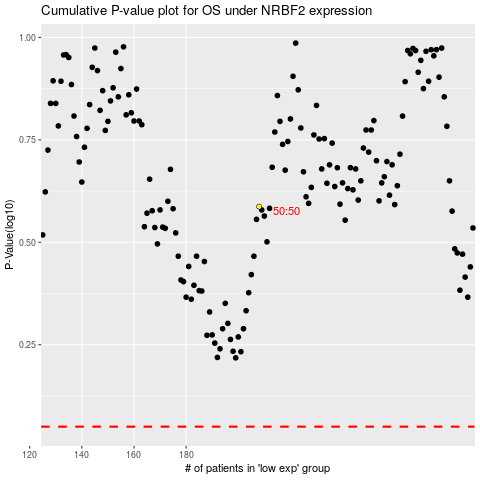 Cumulative P-value plot for OS under NRBF2 expression
P-Value(log10)
1.00
0.75
0.50
0.25
50:50
120 140 160 180
# of patients in 'low exp' group